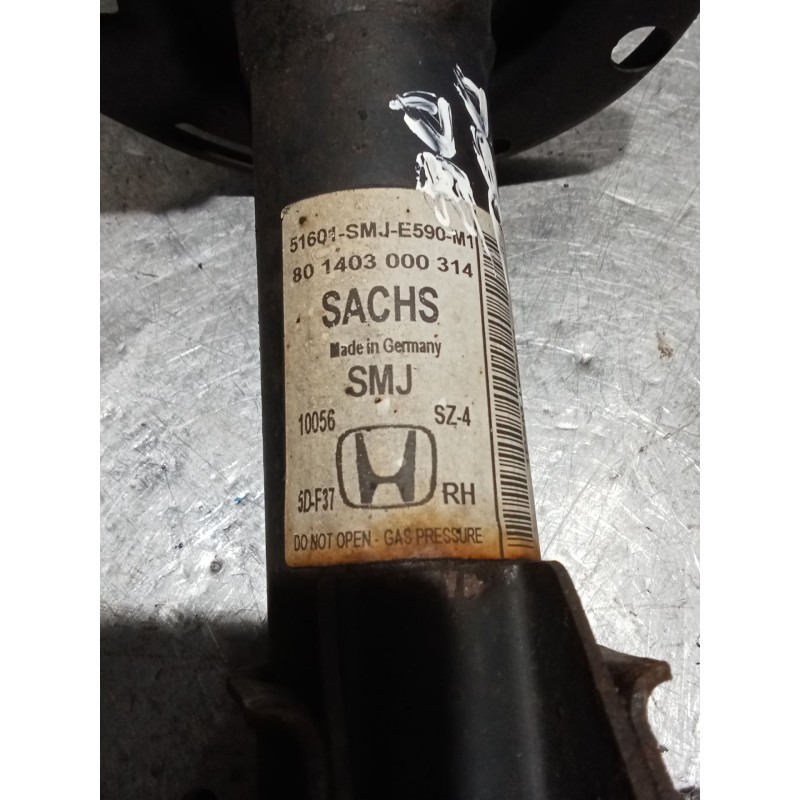 51601-SMJ-E590-M1
80 1403 000 314
SACHS
Made in Germany
SMJ
10056 SZ-4
5D-F37 RH
DO NOT OPEN - GAS PRESSURE